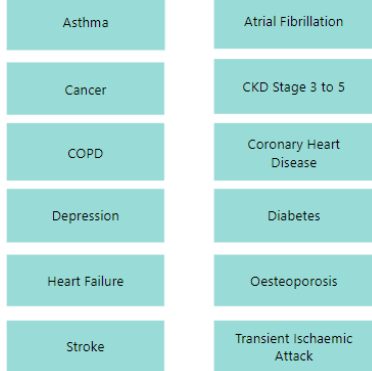 Asthma
Atrial Fibrillation
Cancer
CKD Stage 3 to 5
COPD
Coronary Heart
Disease
Depression
Diabetes
Heart Failure
Oesteoporosis
Stroke
Transient Ischaemic
Attack